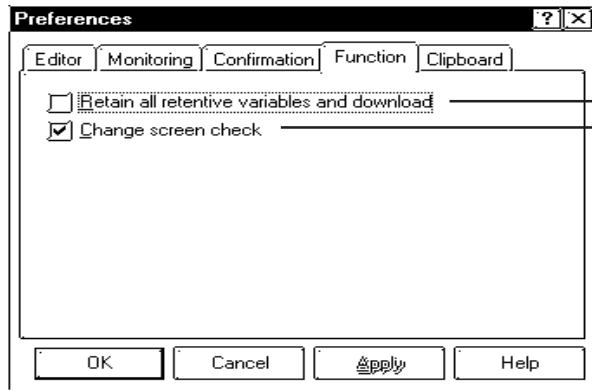 Preferences ? X
Editor Monitoring Confirmation Function Clipboard
Retain all retentive variables and download
Change screen check
OK Cancel Apply Help